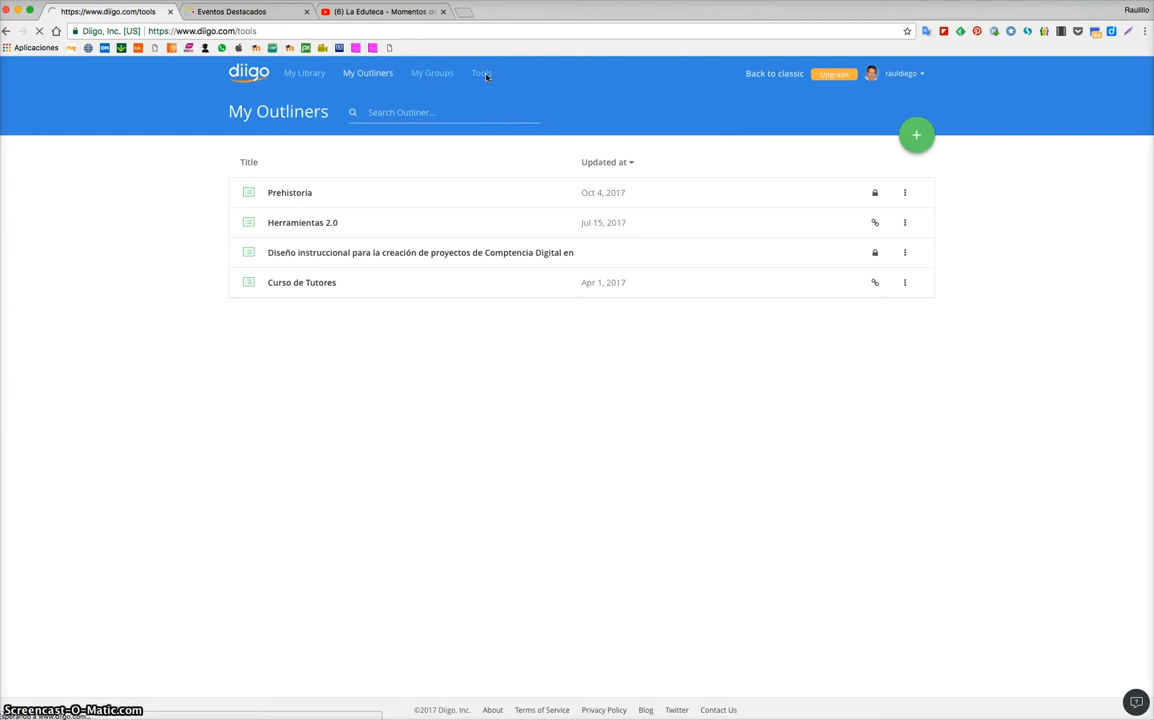 https://www.diigo.com/tools
Eventos Destacados
(6) La Eduteca - Momentos de
Raulillo
Diigo, Inc. [US] https://www.diigo.com/tools
Aplicaciones
diigo My Library My Outliners My Groups Tools Back to classic Upgrade rauldiego
My Outliners Search Outliner...
+
Title Updated at
Prehistoria Oct 4, 2017
Herramientas 2.0 Jul 15, 2017
Diseño instruccional para la creación de proyectos de Comptencia Digital en
Curso de Tutores Apr 1, 2017
©2017 Diigo, Inc. About Terms of Service Privacy Policy Blog Twitter Contact Us
Screencast-O-Matic.com